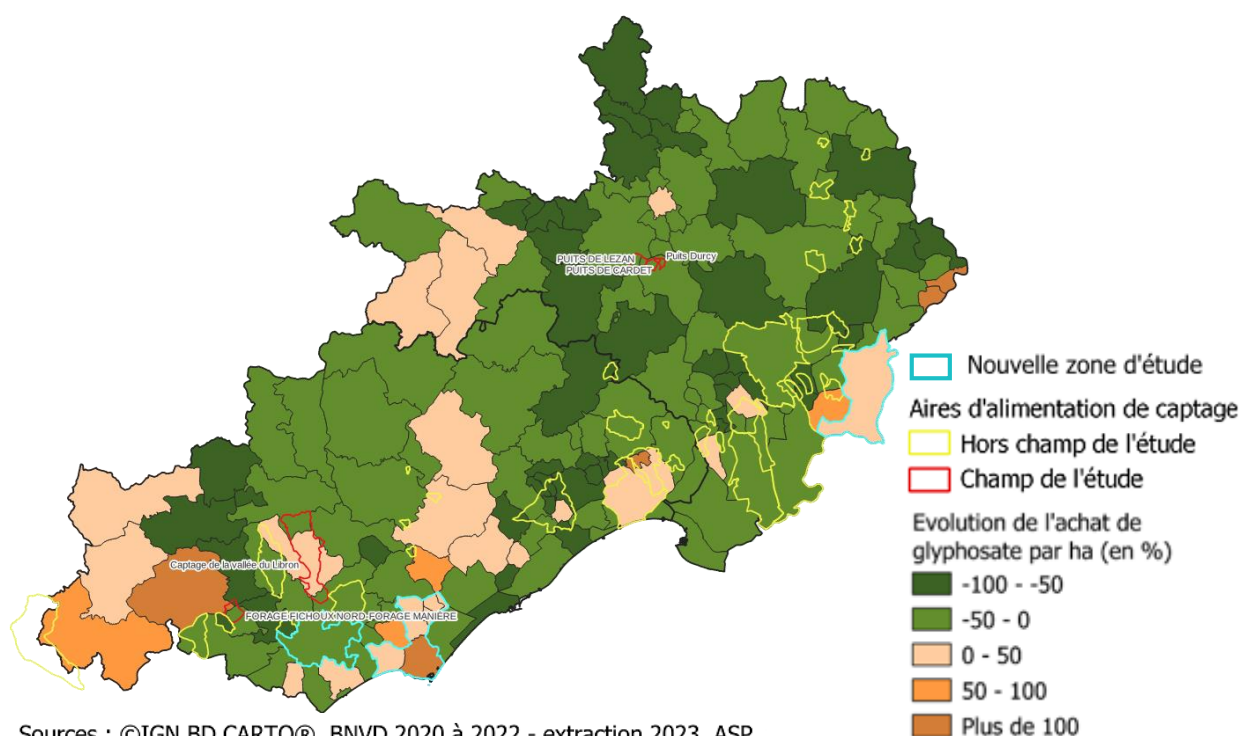 PUITS DE LEZAN
Puits Durcy
PUITS DE CARDET
Nouvelle zone d'étude
Aires d'alimentation de captage
Hors champ de l'étude
Champ de l'étude
Evolution de l'achat de
glyphosate par ha (en %)
-100 - -50
-50 - 0
0 - 50
50 - 100
Plus de 100
Captage de la vallée du Libron
FORAGE FICHOUX NORD-FORAGE MANIÈRE
Sources : ©IGN BD CARTO®, BNVD 2020 à 2022 - extraction 2023, ASP